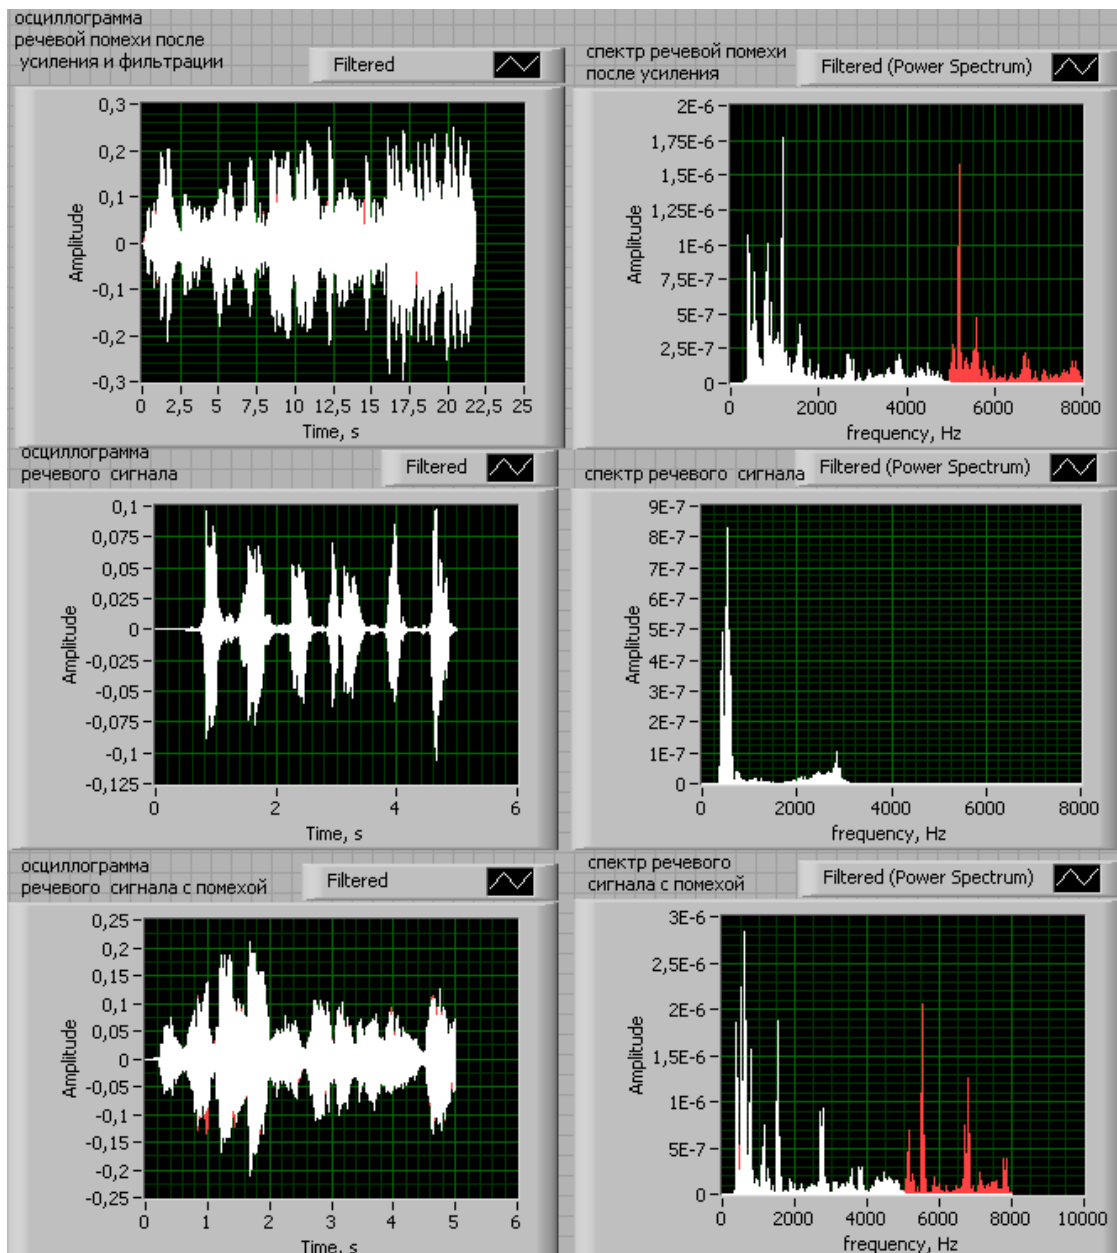 осциллограмма
речевой помехи после
усиления и фильтрации
Filtered
0,3
0,2
0,1
0
-0,1
-0,2
-0,3
Amplitude
0 2,5 5 7,5 10 12,5 15 17,5 20 22,5 25
Time, s
спектр речевой помехи
после усиления
Filtered (Power Spectrum)
2E-6
1,75E-6
1,5E-6
1,25E-6
1E-6
7,5E-7
5E-7
2,5E-7
0
Amplitude
0 2000 4000 6000 8000
frequency, Hz
осциллограмма
речевого сигнала
Filtered
0,1
0,075
0,05
0,025
0
-0,025
-0,05
-0,075
-0,1
-0,125
Amplitude
0 2 4 6
Time, s
спектр речевого сигнала
Filtered (Power Spectrum)
9E-7
8E-7
7E-7
6E-7
5E-7
4E-7
3E-7
2E-7
1E-7
0
Amplitude
0 2000 4000 6000 8000
frequency, Hz
осциллограмма
речевого сигнала с помехой
Filtered
0,25
0,2
0,15
0,1
0,05
0
-0,05
-0,1
-0,15
-0,2
-0,25
Amplitude
0 1 2 3 4 5 6
Time, s
спектр речевого
сигнала с помехой
Filtered (Power Spectrum)
3E-6
2,5E-6
2E-6
1,5E-6
1E-6
5E-7
0
Amplitude
0 2000 4000 6000 8000 10000
frequency, Hz